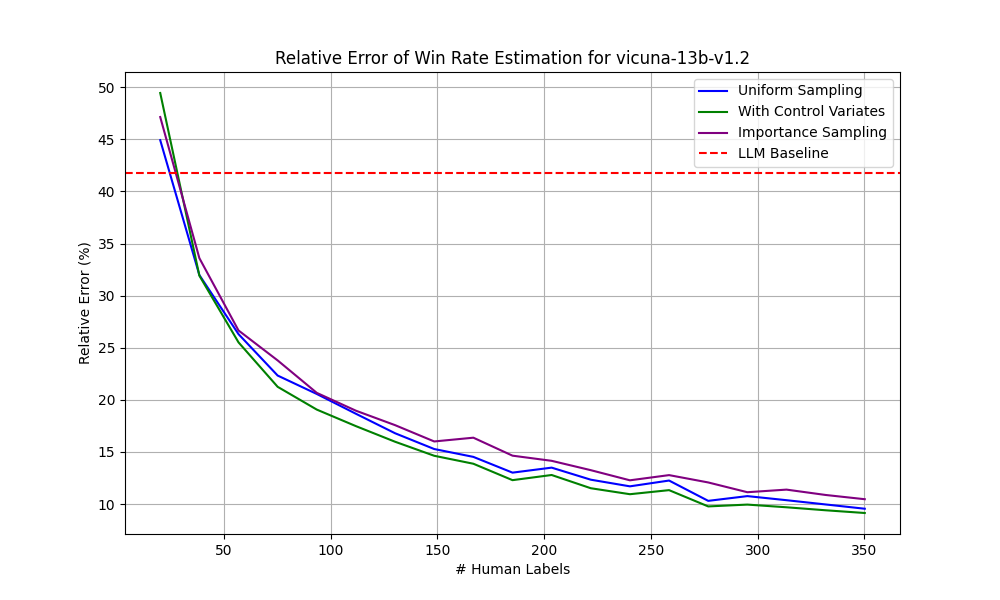 Relative Error of Win Rate Estimation for vicuna-13b-v1.2
50
45
40
35
30
25
20
15
10
Relative Error (%)
Uniform Sampling
With Control Variates
Importance Sampling
LLM Baseline
50 100 150 200 250 300 350
# Human Labels